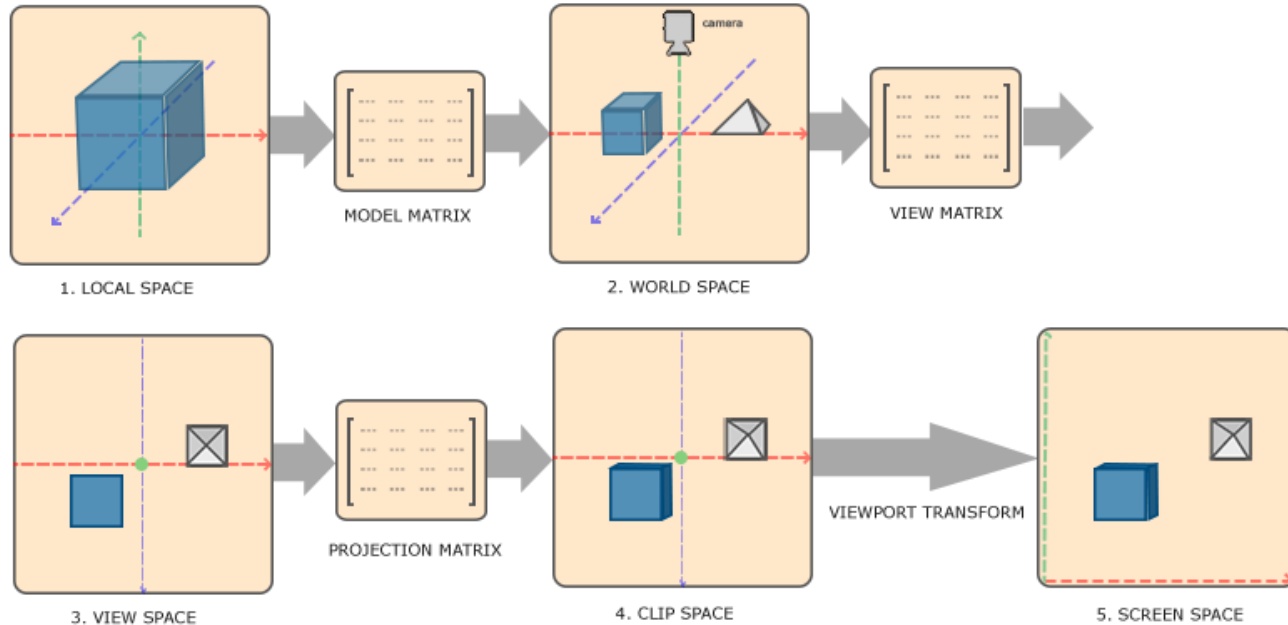 camera
MODEL MATRIX
VIEW MATRIX
1. LOCAL SPACE
2. WORLD SPACE
PROJECTION MATRIX
VIEWPORT TRANSFORM
3. VIEW SPACE
4. CLIP SPACE
5. SCREEN SPACE